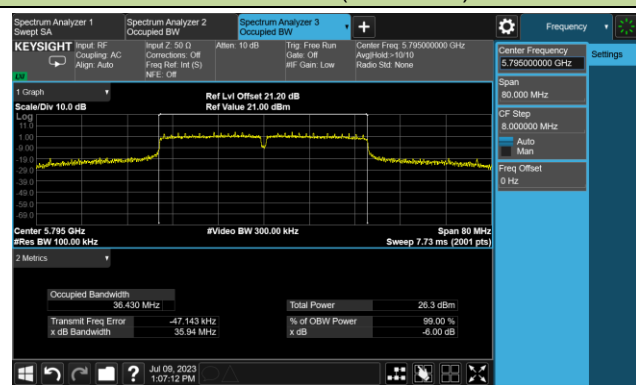 Spectrum Analyzer 1
Swept SA
Spectrum Analyzer 2
Occupied BW
Spectrum Analyzer 3
Occupied BW
Frequency
KEYSIGHT
Input: RF
Coupling: AC
Align: Auto
Input Z: 50 Ω
Corrections: Off
Freq Ref: Int (S)
NFE: Off
Atten: 10 dB
Trig: Free Run
Gate: Off
#IF Gain: Low
Center Freq: 5.795000000 GHz
Avg|Hold:>10/10
Radio Std: None
LW
Center Frequency
5.795000000 GHz
Settings
Span
80.000 MHz
CF Step
8.000000 MHz
Auto
Man
Freq Offset
0 Hz
1 Graph
Scale/Div 10.0 dB
Ref Lvl Offset 21.20 dB
Ref Value 21.00 dBm
Log
11.0
1.00
-9.00
-19.0
-29.0
-39.0
-49.0
-59.0
-69.0
Center 5.795 GHz
#Res BW 100.00 kHz
#Video BW 300.00 kHz
Span 80 MHz
Sweep 7.73 ms (2001 pts)
2 Metrics
Occupied Bandwidth
36.430 MHz
Total Power 26.3 dBm
Transmit Freq Error -47.143 kHz
% of OBW Power 99.00 %
x dB Bandwidth 35.94 MHz
x dB -6.00 dB
Jul 09, 2023
1:07:12 PM